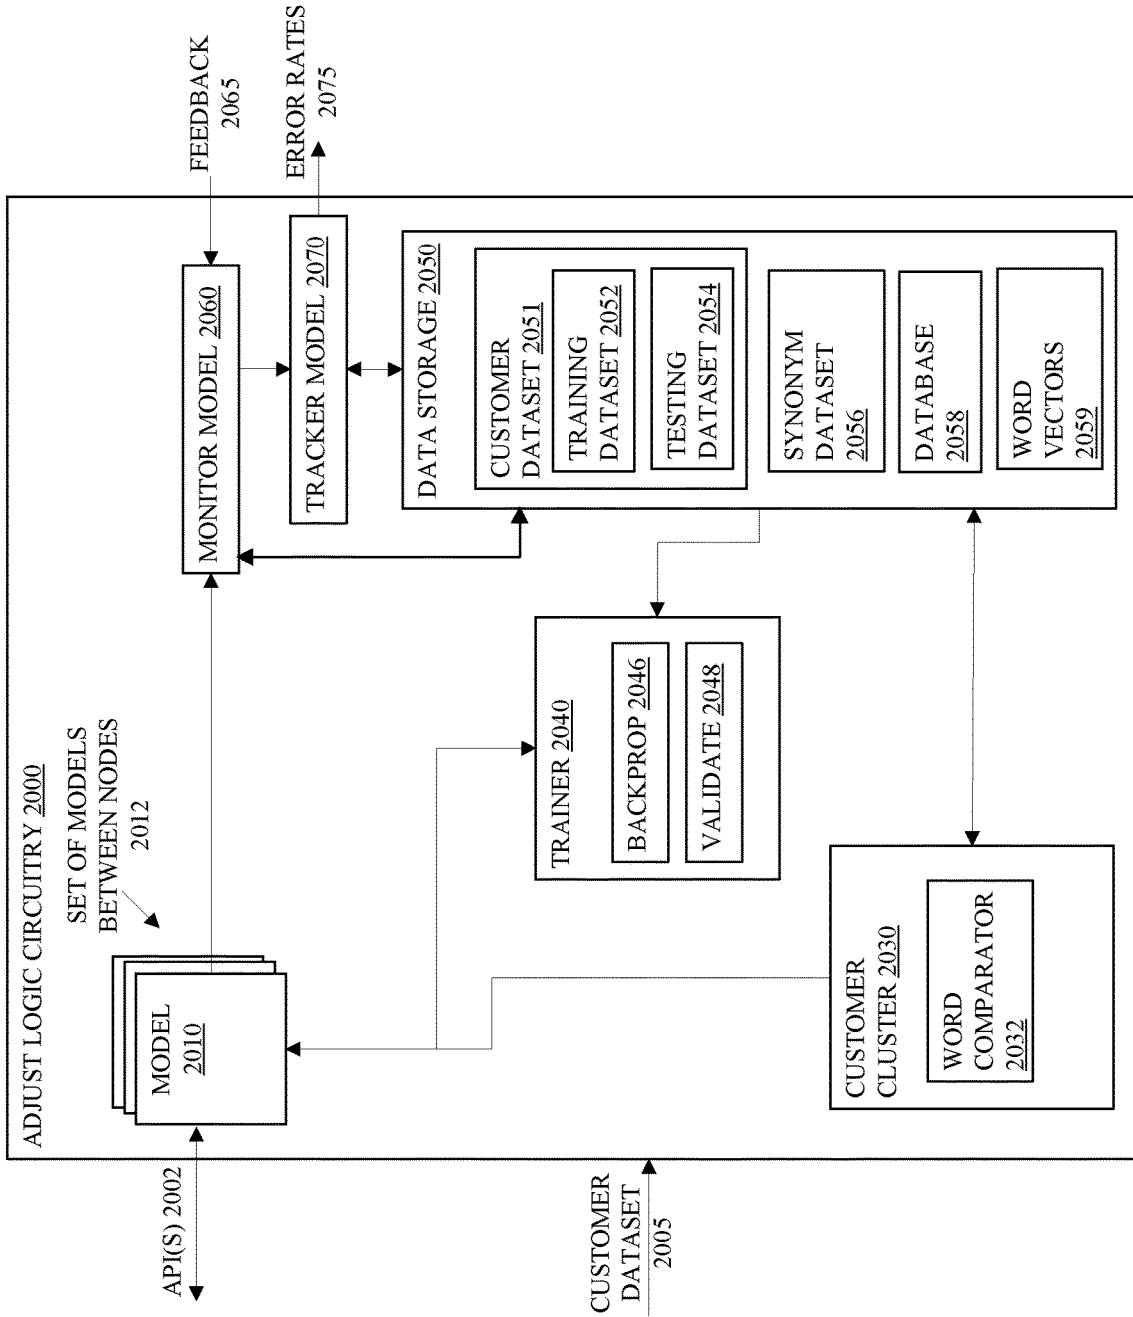 ADJUST LOGIC CIRCUITRY 2000
API(S) 2002
MODEL
2010
SET OF MODELS
BETWEEN NODES
2012
MONITOR MODEL 2060
FEEDBACK
2065
TRACKER MODEL 2070
ERROR RATES
2075
CUSTOMER
DATASET
2005
TRAINER 2040
BACKPROP 2046
VALIDATE 2048
DATA STORAGE 2050
CUSTOMER
DATASET 2051
TRAINING
DATASET 2052
TESTING
DATASET 2054
SYNONYM
DATASET
2056
DATABASE
2058
WORD
VECTORS
2059
CUSTOMER
CLUSTER 2030
WORD
COMPARATOR
2032